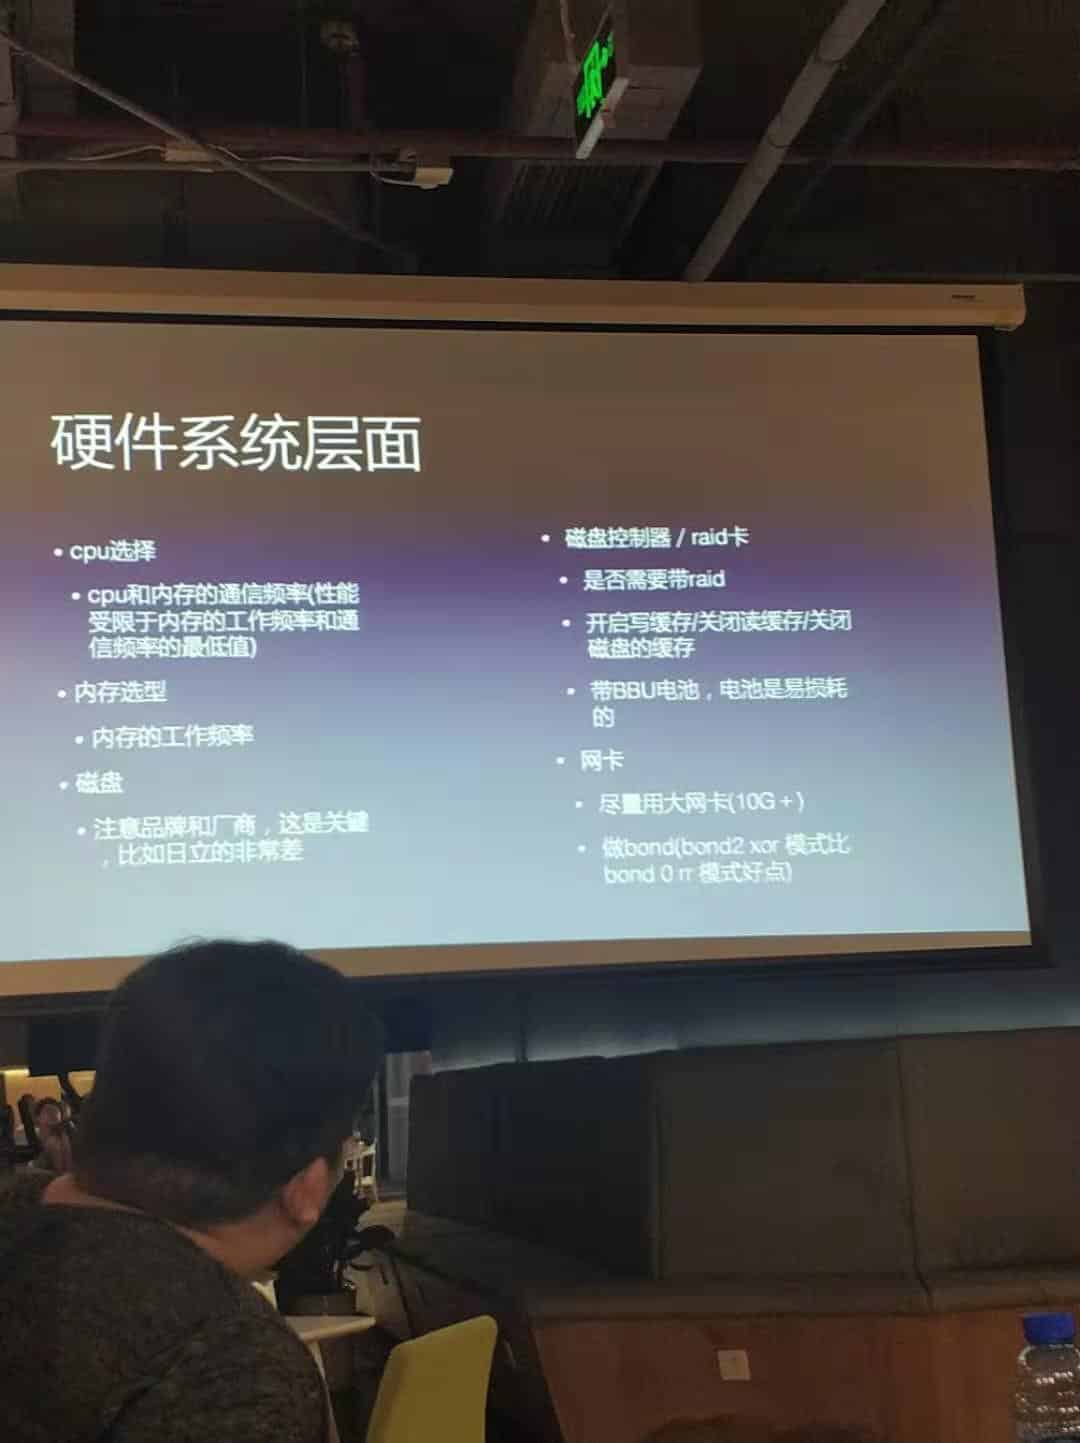 硬件系统层面
• cpu选择
• cpu和内存的通信频率(性能
受限于内存的工作频率和通
信频率的最低值)
• 内存选型
• 内存的工作频率
• 磁盘
• 注意品牌和厂商，这是关键
，比如日立的非常差
• 磁盘控制器 / raid卡
• 是否需要带raid
• 开启写缓存/关闭读缓存/关闭
磁盘的缓存
• 带BBU电池，电池是易损耗
的
• 网卡
• 尽量用大网卡(10G+)
• 做bond(bond2 xor 模式比
bond 0 rr 模式好点)